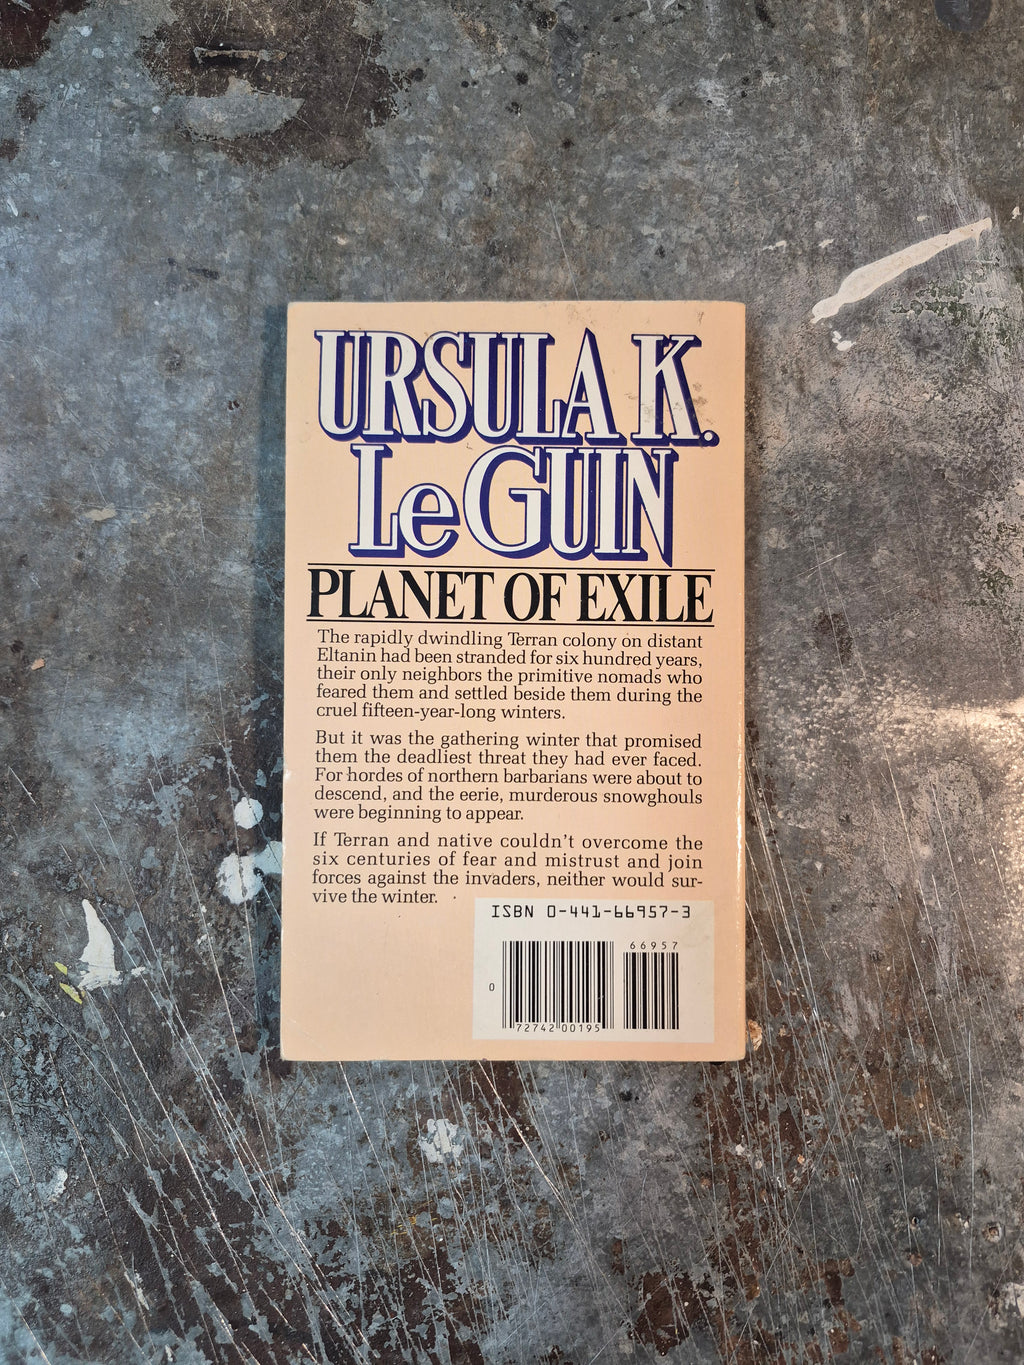 URSULA K.
Le GUIN
PLANET OF EXILE
The rapidly dwindling Terran colony on distant
Eltanin had been stranded for six hundred years,
their only neighbors the primitive nomads who
feared them and settled beside them during the
cruel fifteen-year-long winters.
But it was the gathering winter that promised
them the deadliest threat they had ever faced.
For hordes of northern barbarians were about to
descend, and the eerie, murderous snowghouls
were beginning to appear.
If Terran and native couldn't overcome the
six centuries of fear and mistrust and join
forces against the invaders, neither would sur-
vive the winter.
ISBN 0-441-66957-3
66957
0
72742 00195